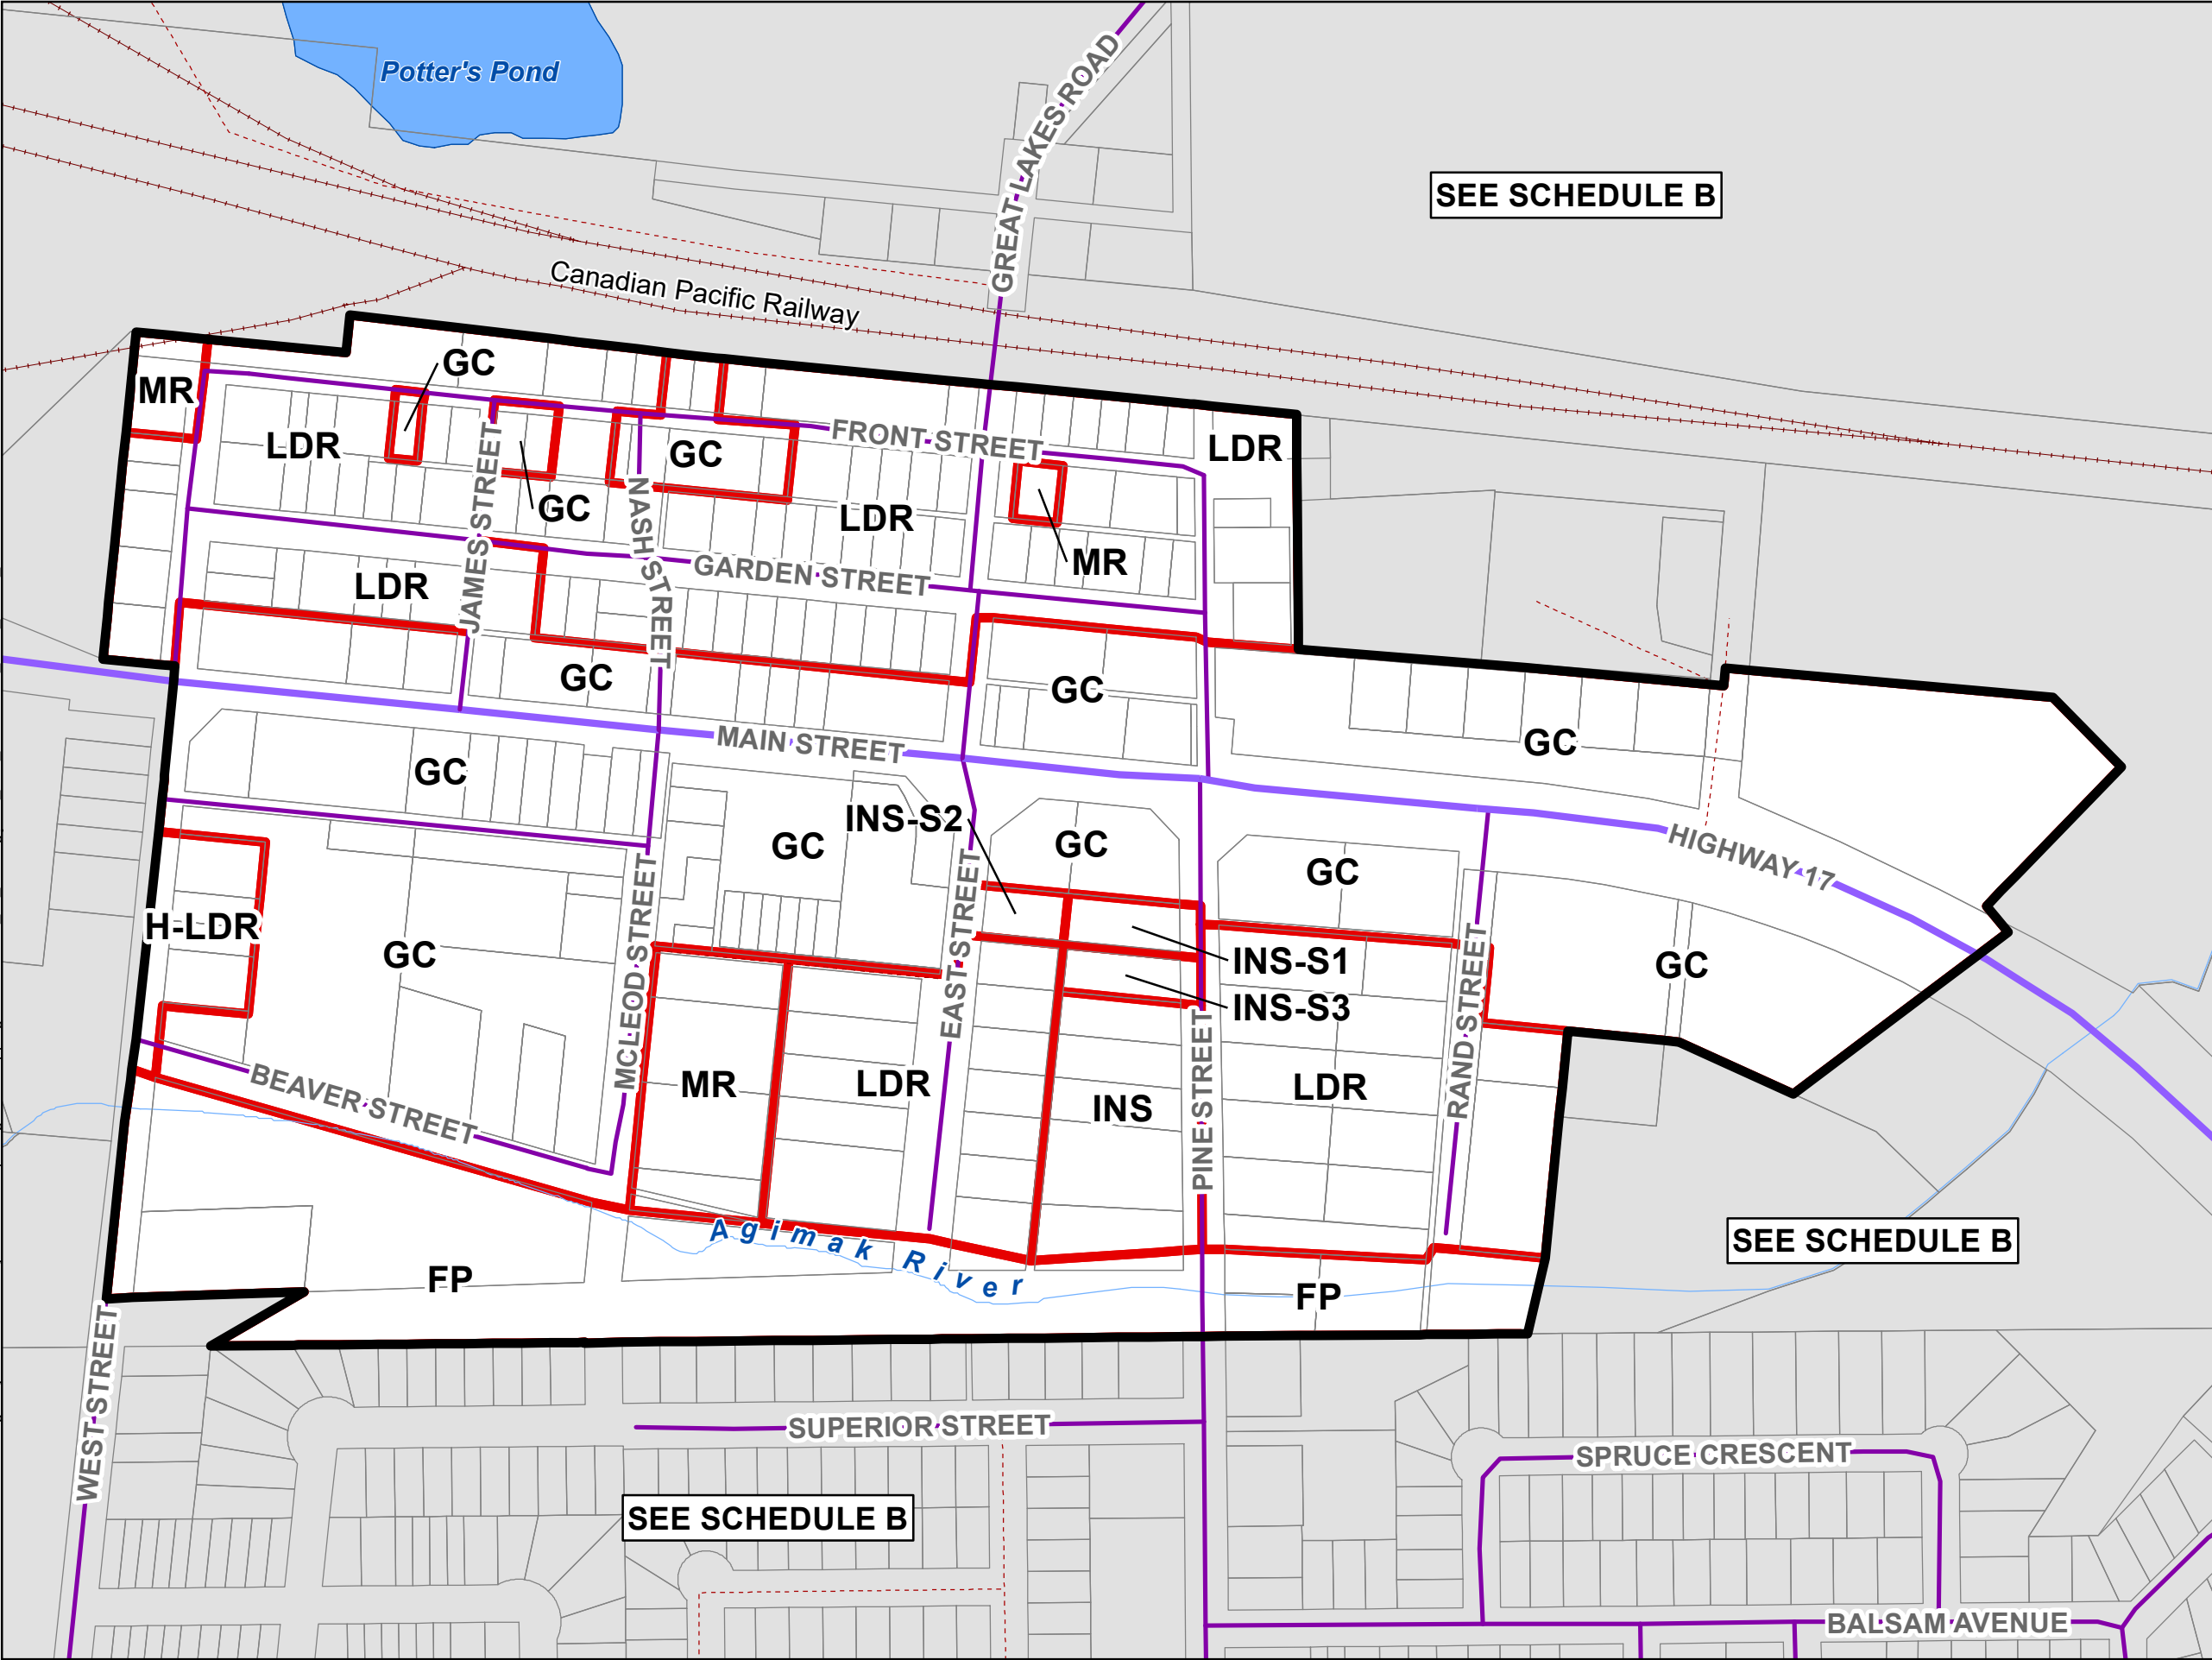 Potter's Pond
GREAT LAKES ROAD
SEE SCHEDULE B
Canadian Pacific Railway
GC
MR
LDR
FRONT STREET
LDR
GC
GC
JAMES STREET
NASH STREET
LDR
MR
GARDEN STREET
LDR
GC
GC
MAIN STREET
GC
GC
INS-S2
GC
GC
GC
HIGHWAY 17
H-LDR
GC
MCLEOD STREET
EAST STREET
INS-S1
INS-S3
RAND STREET
GC
BEAVER STREET
MR
LDR
INS
PINE STREET
LDR
Agimak River
SEE SCHEDULE B
FP
FP
WEST STREET
SUPERIOR STREET
SPRUCE CRESCENT
SEE SCHEDULE B
BALSAM AVENUE